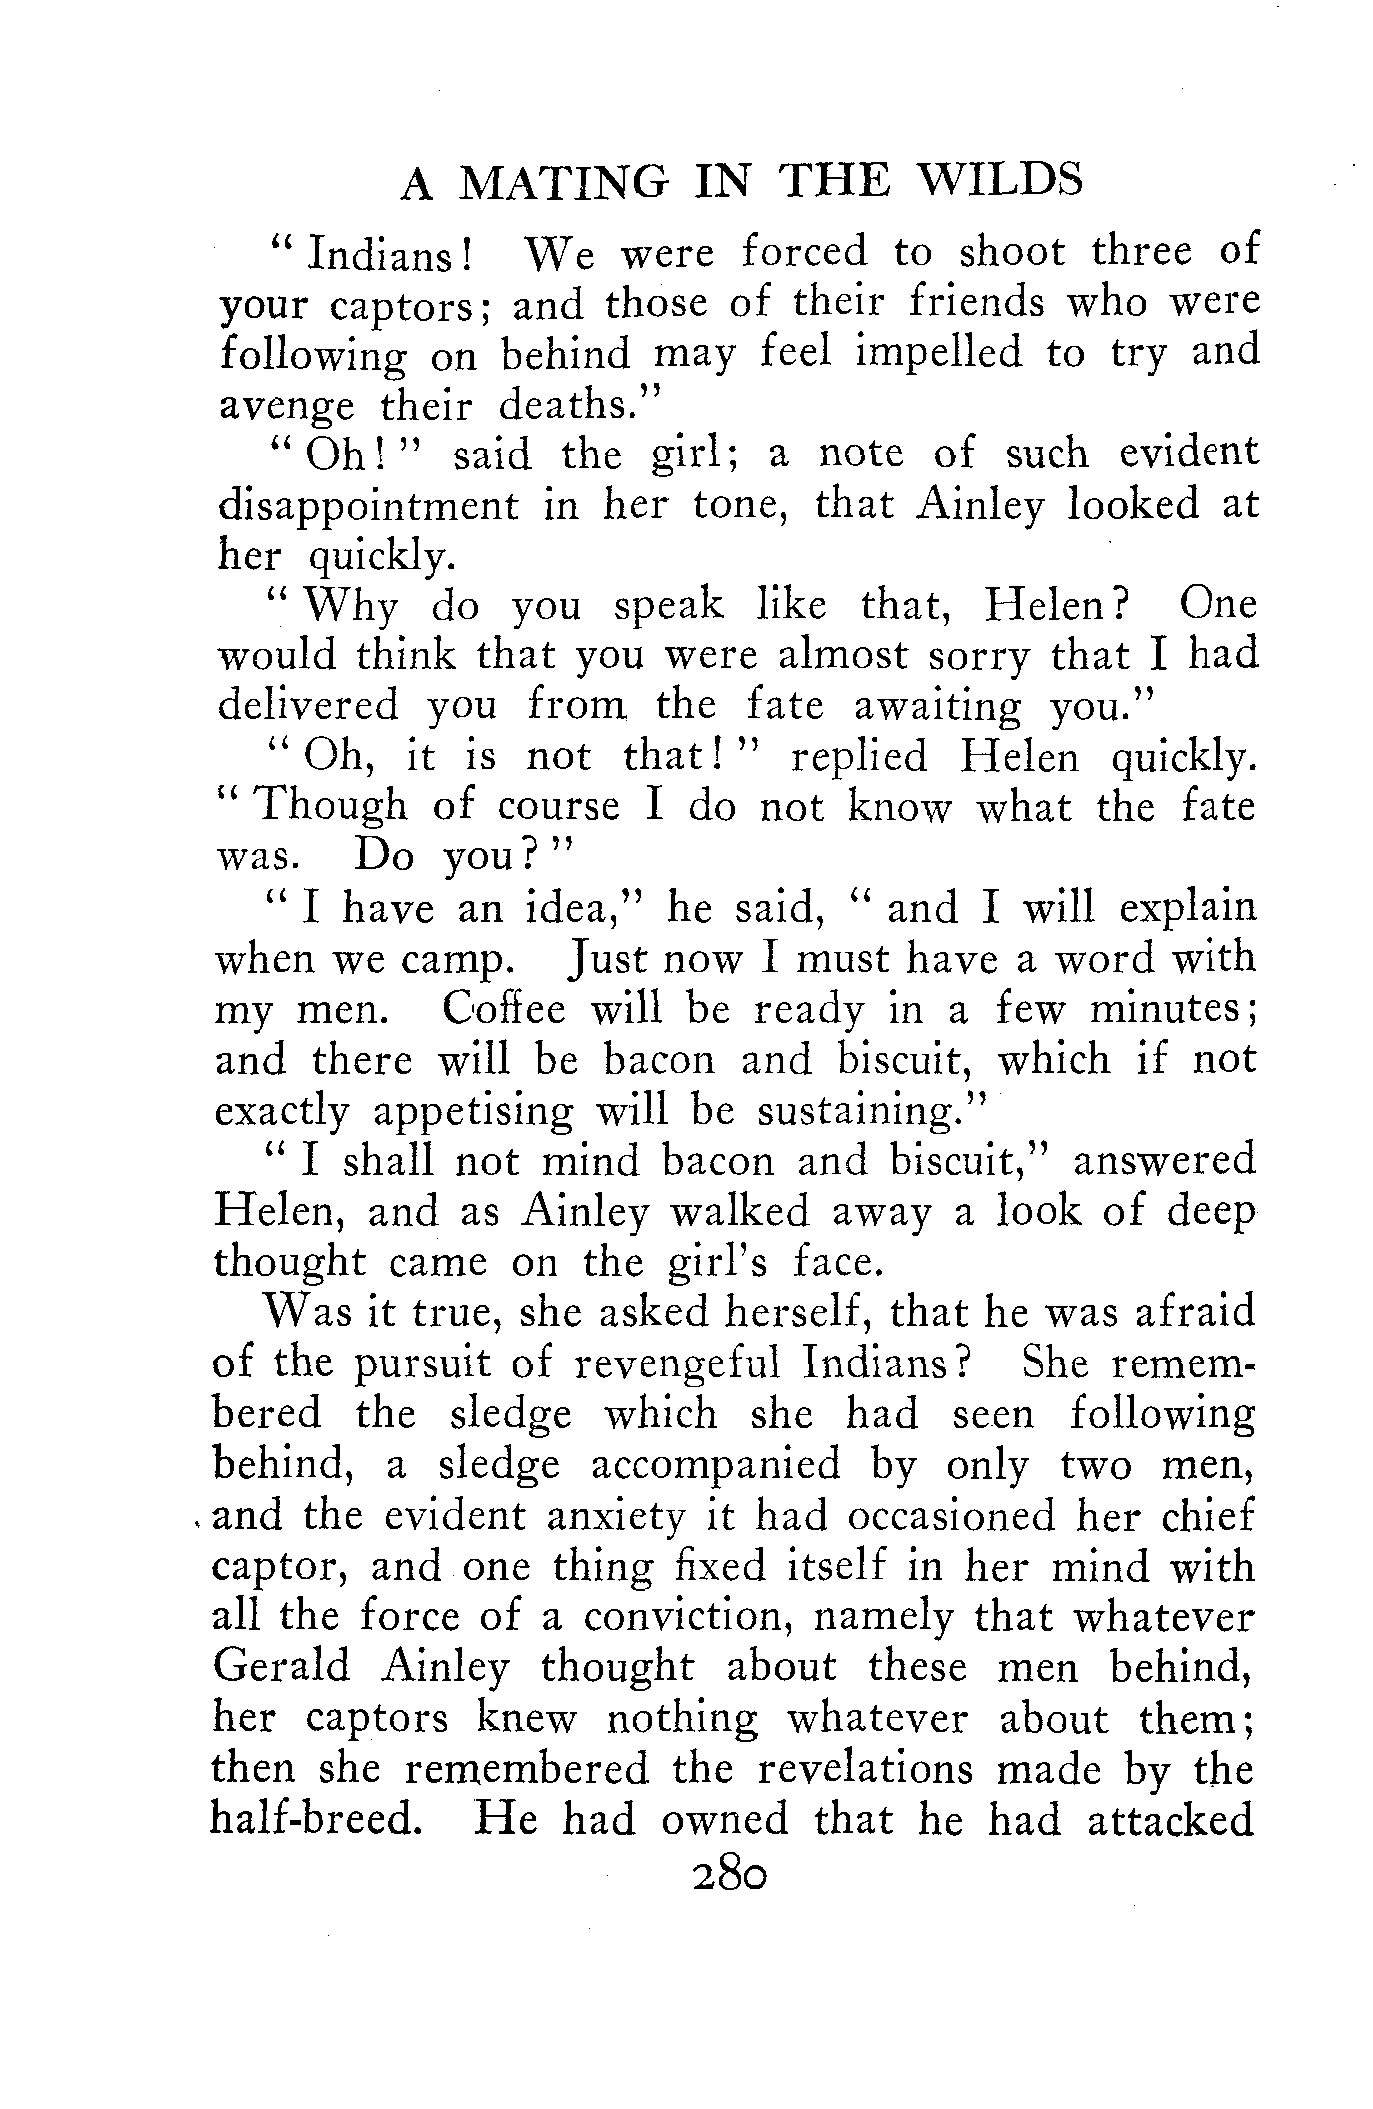 A MATING IN THE WILDS
" Indians! We were forced to shoot three of
your captors; and those of their friends who were
following on behind may feel impelled to try and
avenge their deaths."
" Oh! " said the girl; a note of such evident
disappointment in her tone, that Ainley looked at
her quickly.
" Why do you speak like that, Helen? One
would think that you were almost sorry that I had
delivered you from the fate awaiting you."
" Oh, it is not that! " replied Helen quickly.
" Though of course I do not know what the fate
was. Do you? "
" I have an idea," he said, " and I will explain
when we camp. Just now I must have a word with
my men. Coffee will be ready in a few minutes;
and there will be bacon and biscuit, which if not
exactly appetising will be sustaining."
" I shall not mind bacon and biscuit," answered
Helen, and as Ainley walked away a look of deep
thought came on the girl's face.
Was it true, she asked herself, that he was afraid
of the pursuit of revengeful Indians? She remem-
bered the sledge which she had seen following
behind, a sledge accompanied by only two men,
and the evident anxiety it had occasioned her chief
captor, and one thing fixed itself in her mind with
all the force of a conviction, namely that whatever
Gerald Ainley thought about these men behind,
her captors knew nothing whatever about them;
then she remembered the revelations made by the
half-breed. He had owned that he had attacked
280